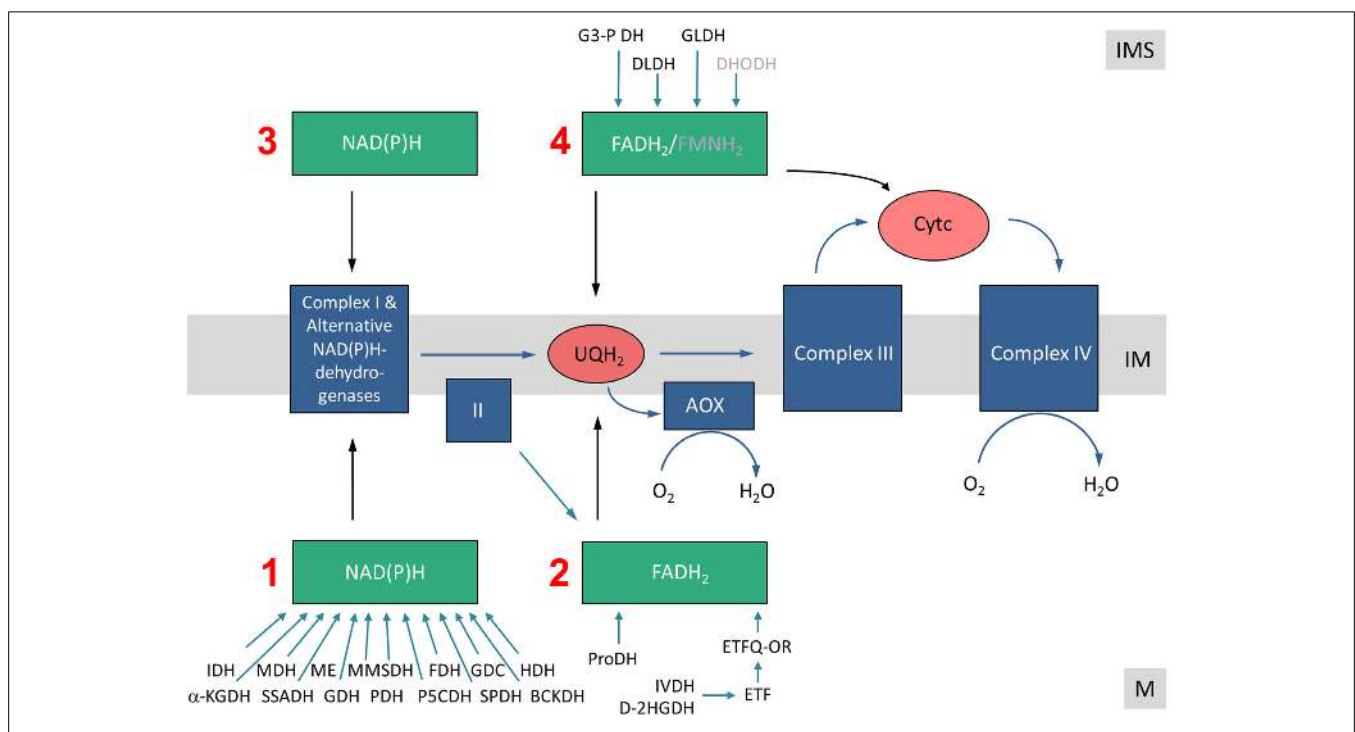 G3-P DH
GLDH
IMS
DLDH
DHODH
3
NAD(P)H
4
FADH₂/FMNH₂
Cytc
Complex I &
Alternative
NAD(P)H-
dehydro-
genases
UQH₂
Complex III
Complex IV
IM
II
AOX
O₂
H₂O
O₂
H₂O
1
NAD(P)H
2
FADH₂
IDH
MDH
ME
MMSDH
FDH
GDC
HDH
α-KGDH
SSADH
GDH
PDH
P5CDH
SPDH
BCKDH
ProDH
ETFQ-OR
IVDH
D-2HGDH
ETF
M